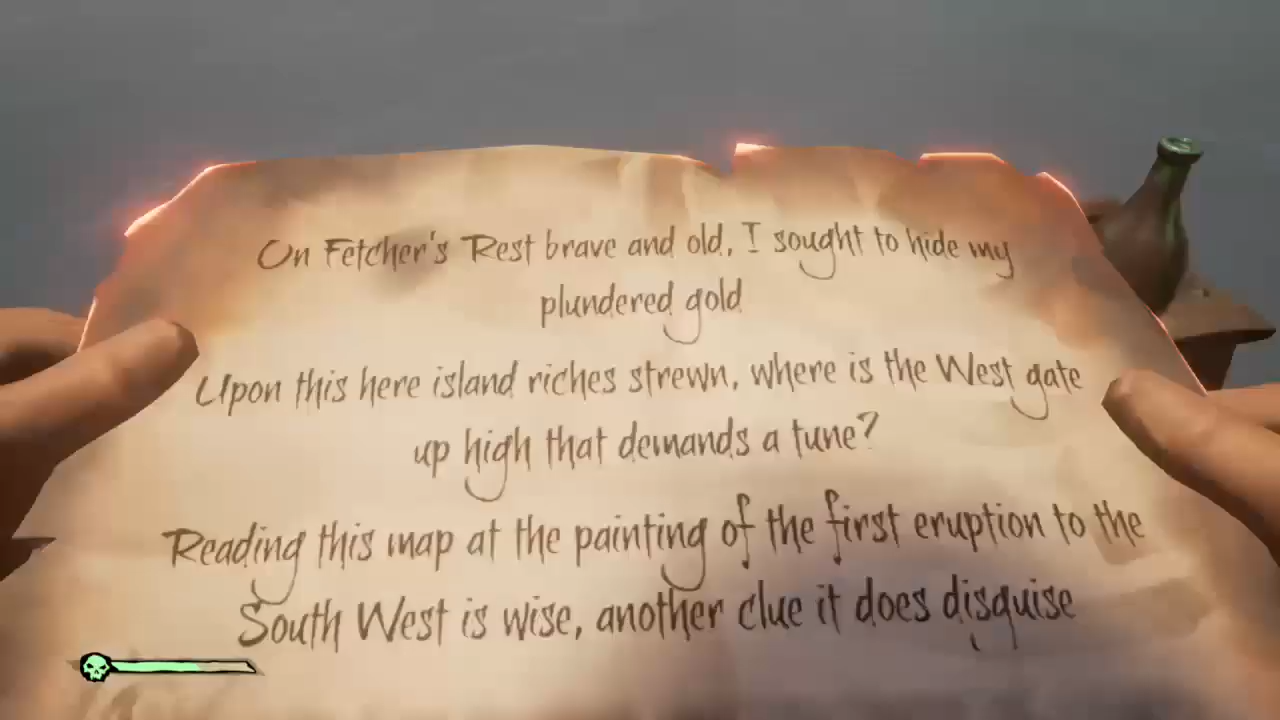 On Fetcher's Rest brave and old, I sought to hide my
plundered gold
Upon this here island riches strewn, where is the West gate
up high that demands a tune?
Reading this map at the painting of the first eruption to the
South West is wise, another clue it does disguise